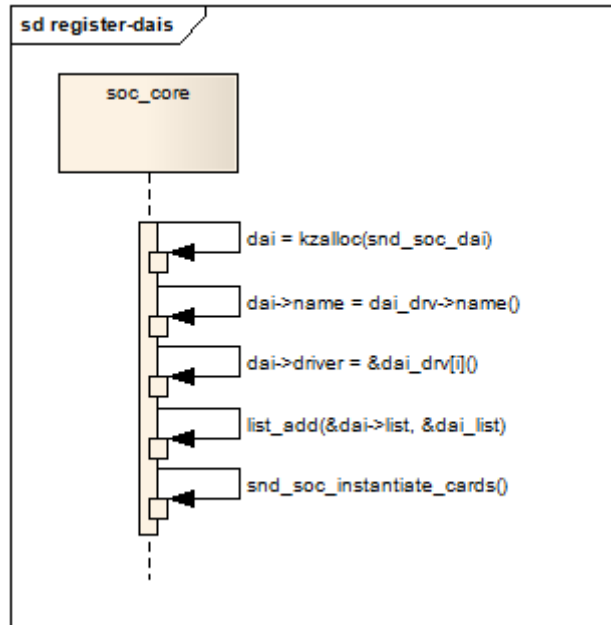 sd register-dais
soc_core
dai = kzalloc(snd_soc_dai)
dai->name = dai_drv->name()
dai->driver = &dai_drv[i]()
list_add(&dai->list, &dai_list)
snd_soc_instantiate_cards()